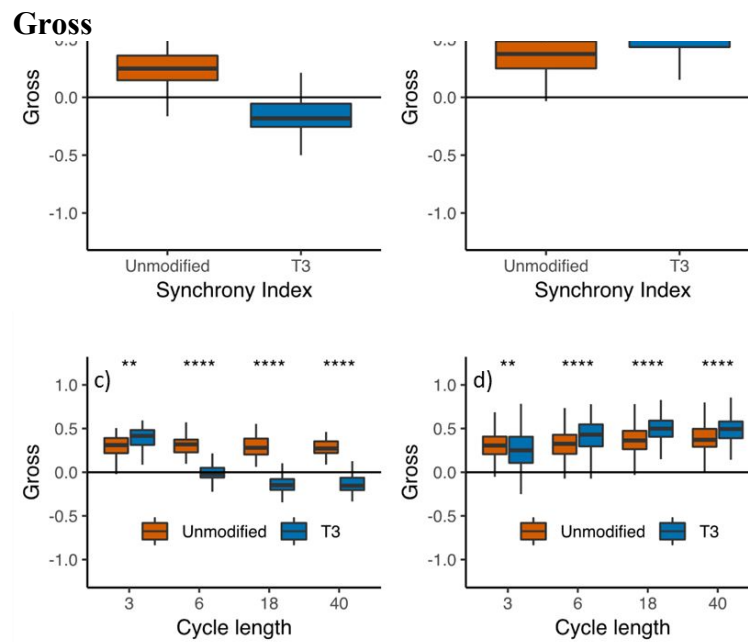 Gross
0.5
0.0
-0.5
-1.0
Gross
Unmodified
T3
Synchrony Index
0.0
-0.5
-1.0
Gross
Unmodified
T3
Synchrony Index
c)
** **** **** ****
1.0
0.5
0.0
-0.5
-1.0
Gross
Unmodified T3
3 6 18 40
Cycle length
d)
** **** **** ****
1.0
0.5
0.0
-0.5
-1.0
Gross
Unmodified T3
3 6 18 40
Cycle length